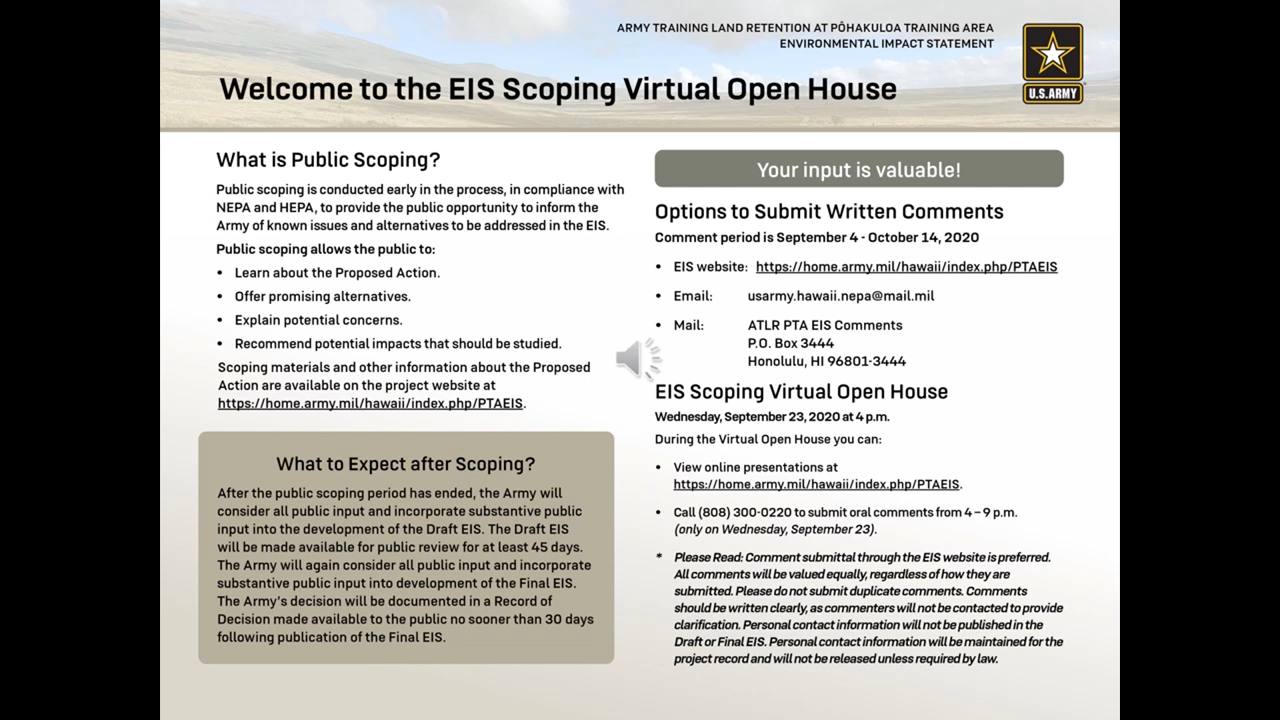 ARMY TRAINING LAND RETENTION AT PŌHAKULOA TRAINING AREA
ENVIRONMENTAL IMPACT STATEMENT
U.S.ARMY
Welcome to the EIS Scoping Virtual Open House
What is Public Scoping?
Public scoping is conducted early in the process, in compliance with
NEPA and HEPA, to provide the public opportunity to inform the
Army of known issues and alternatives to be addressed in the EIS.
Public scoping allows the public to:
• Learn about the Proposed Action.
• Offer promising alternatives.
• Explain potential concerns.
• Recommend potential impacts that should be studied.
Scoping materials and other information about the Proposed
Action are available on the project website at
https://home.army.mil/hawaii/index.php/PTAEIS.
What to Expect after Scoping?
After the public scoping period has ended, the Army will
consider all public input and incorporate substantive public
input into the development of the Draft EIS. The Draft EIS
will be made available for public review for at least 45 days.
The Army will again consider all public input and incorporate
substantive public input into development of the Final EIS.
The Army's decision will be documented in a Record of
Decision made available to the public no sooner than 30 days
following publication of the Final EIS.
Your input is valuable!
Options to Submit Written Comments
Comment period is September 4 - October 14, 2020
• EIS website: https://home.army.mil/hawaii/index.php/PTAEIS
• Email: usarmy.hawaii.nepa@mail.mil
• Mail: ATLR PTA EIS Comments
P.O. Box 3444
Honolulu, HI 96801-3444
EIS Scoping Virtual Open House
Wednesday, September 23, 2020 at 4 p.m.
During the Virtual Open House you can:
• View online presentations at
https://home.army.mil/hawaii/index.php/PTAEIS.
• Call (808) 300-0220 to submit oral comments from 4 – 9 p.m.
(only on Wednesday, September 23).
* Please Read: Comment submittal through the EIS website is preferred.
All comments will be valued equally, regardless of how they are
submitted. Please do not submit duplicate comments. Comments
should be written clearly, as commenters will not be contacted to provide
clarification. Personal contact information will not be published in the
Draft or Final EIS. Personal contact information will be maintained for the
project record and will not be released unless required by law.